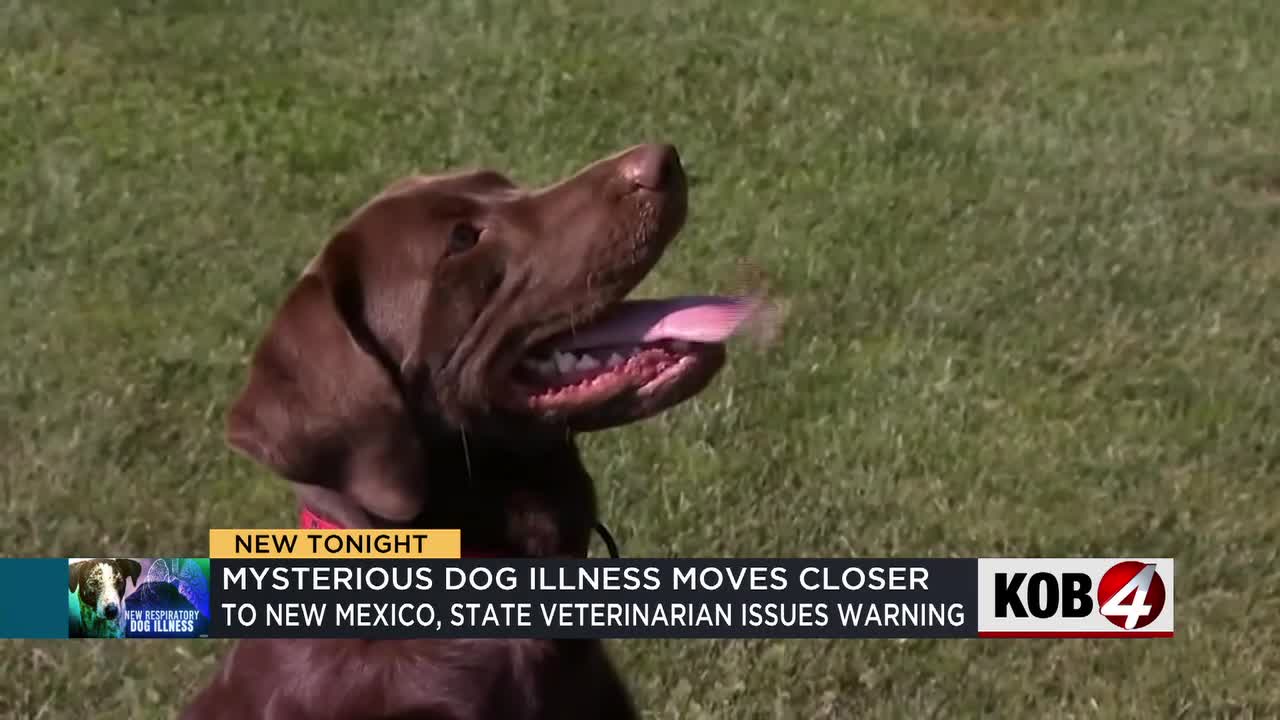 NEW TONIGHT
MYSTERIOUS DOG ILLNESS MOVES CLOSER
TO NEW MEXICO, STATE VETERINARIAN ISSUES WARNING
NEW RESPIRATORY
DOG ILLNESS
KOB 4